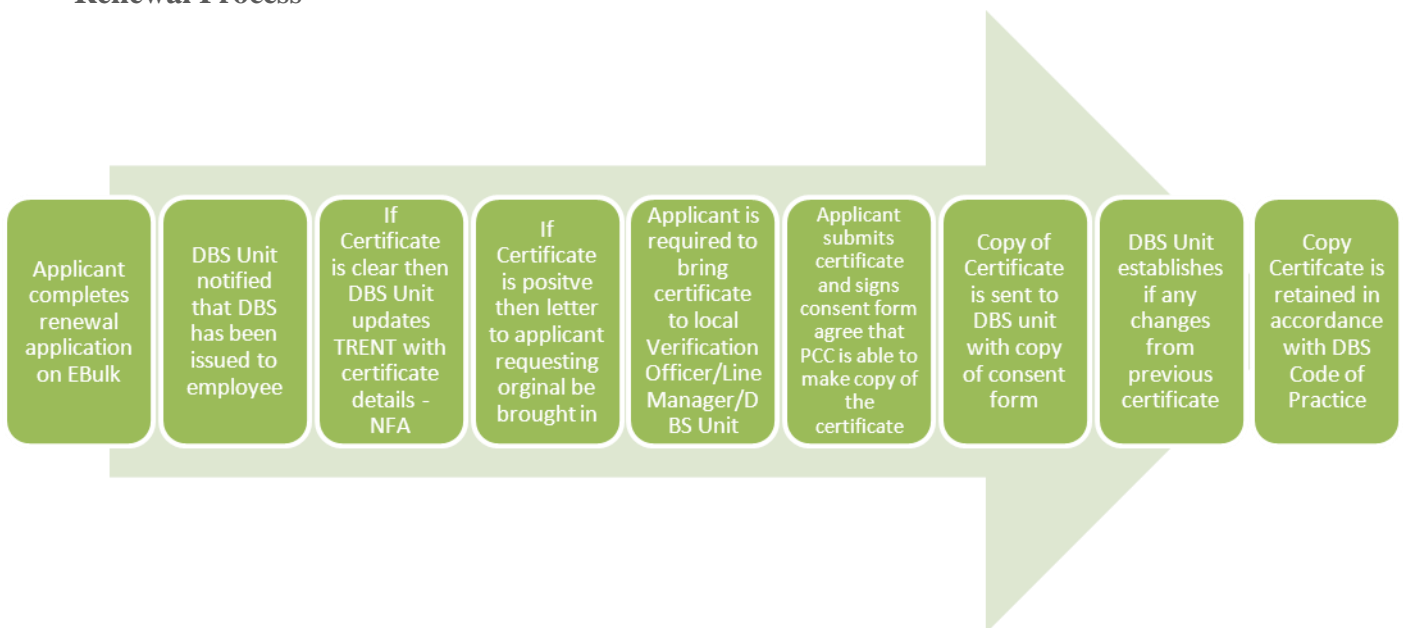 Renewal Process
Applicant
completes
renewal
application
on EBulk
DBS Unit
notified
that DBS
has been
issued to
employee
If
Certificate
is clear then
DBS Unit
updates
TRENT with
certificate
details -
NFA
If
Certificate
is positve
then letter
to applicant
requesting
orginal be
brought in
Applicant is
required to
bring
certificate
to local
Verification
Officer/Line
Manager/D
BS Unit
Applicant
submits
certificate
and signs
consent form
agree that
PCC is able to
make copy of
the
certificate
Copy of
Certificate
is sent to
DBS unit
with copy
of consent
form
DBS Unit
establishes
if any
changes
from
previous
certificate
Copy
Certifcate is
retained in
accordance
with DBS
Code of
Practice